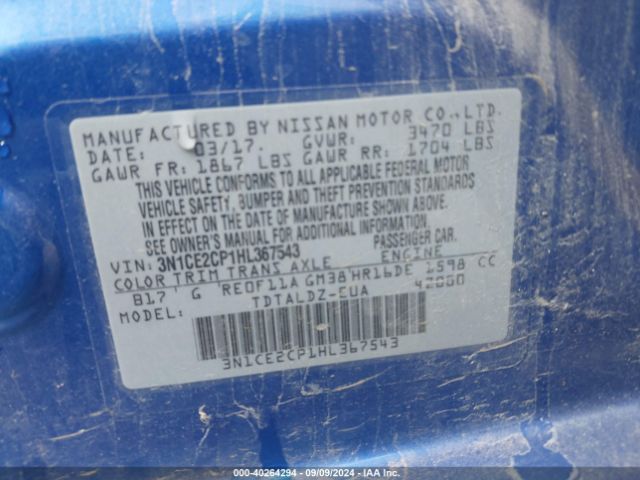 MANUFACTURED BY NISSAN MOTOR CO.,LTD.
DATE: 03/17. GVWR: 3470 LBS
GAWR FR: 1867 LBS GAWR RR: 1704 LBS
THIS VEHICLE CONFORMS TO ALL APPLICABLE FEDERAL MOTOR
VEHICLE SAFETY, BUMPER AND THEFT PREVENTION STANDARDS
IN EFFECT ON THE DATE OF MANUFACTURE SHOWN ABOVE.
SEE OWNER'S MANUAL FOR ADDITIONAL INFORMATION.
VIN: 3N1CE2CP1HL367543 PASSENGER CAR.
COLOR TRIM TRANS AXLE ENGINE
B17 G RE0F11A GM38 HR16DE 1598 CC
MODEL: TDTALDZ-EUA
3N1CE2CP1HL367543
000-40264294 - 09/09/2024 - IAA Inc.